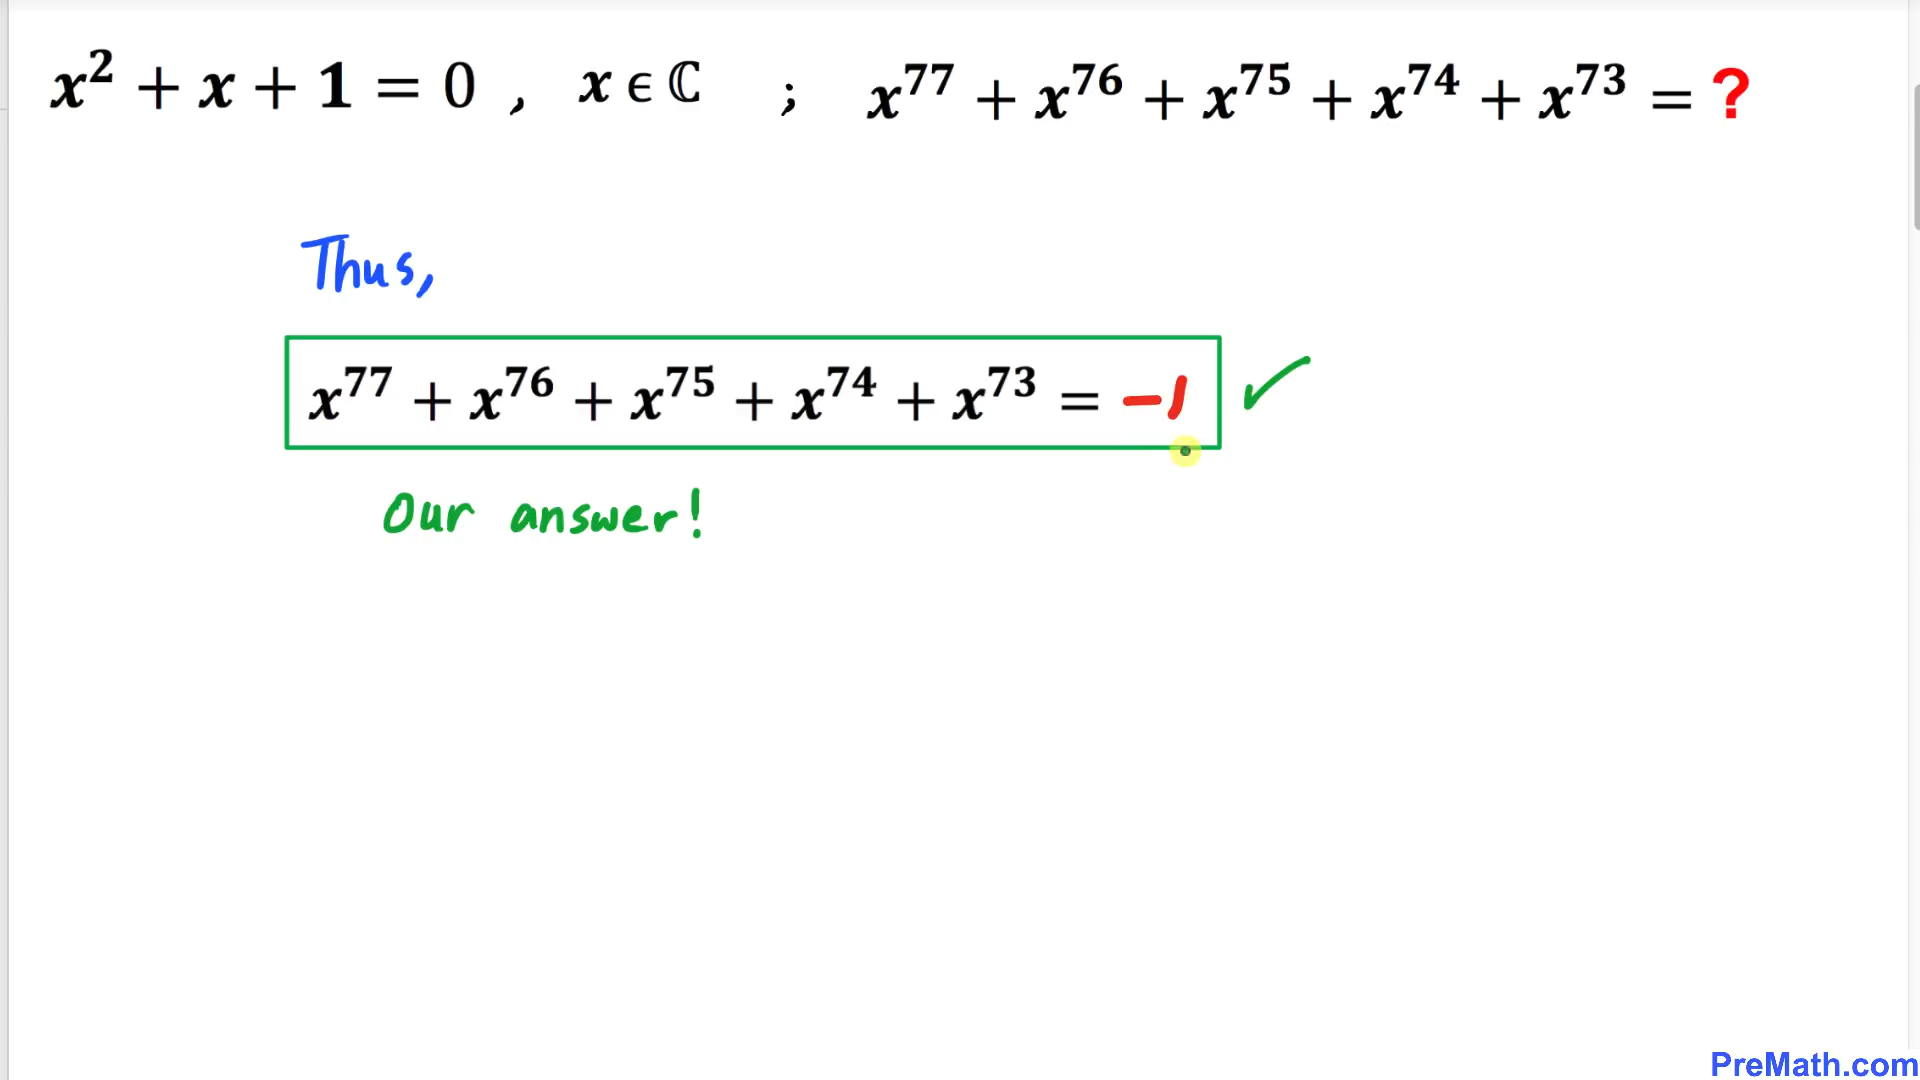 x² + x + 1 = 0 , x ∈ ℂ ; x⁷⁷ + x⁷⁶ + x⁷⁵ + x⁷⁴ + x⁷³ = ?
Thus,
x⁷⁷ + x⁷⁶ + x⁷⁵ + x⁷⁴ + x⁷³ = -1 ✓
Our answer!
PreMath.com